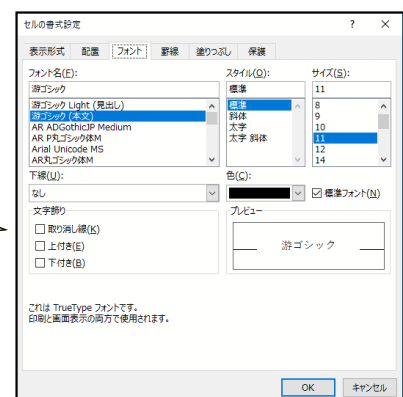 セルの書式設定
表示形式 配置 フォント 罫線 塗りつぶし 保護
フォント名(F): スタイル(O): サイズ(S):
游ゴシック 標準 11
游ゴシック Light (見出し) 標準 8
游ゴシック (本文) 斜体 9
AR ADGothicJP Medium 太字 10
AR P丸ゴシック体M 太字 斜体 11
Arial Unicode MS 12
AR丸ゴシック体M 14
下線(U): 色(C):
なし 標準フォント(N)
文字飾り プレビュー
取り消し線(K)
上付き(E) 游ゴシック
下付き(B)
これは TrueType フォントです。
印刷と画面表示の両方で使用されます。
OK キャンセル